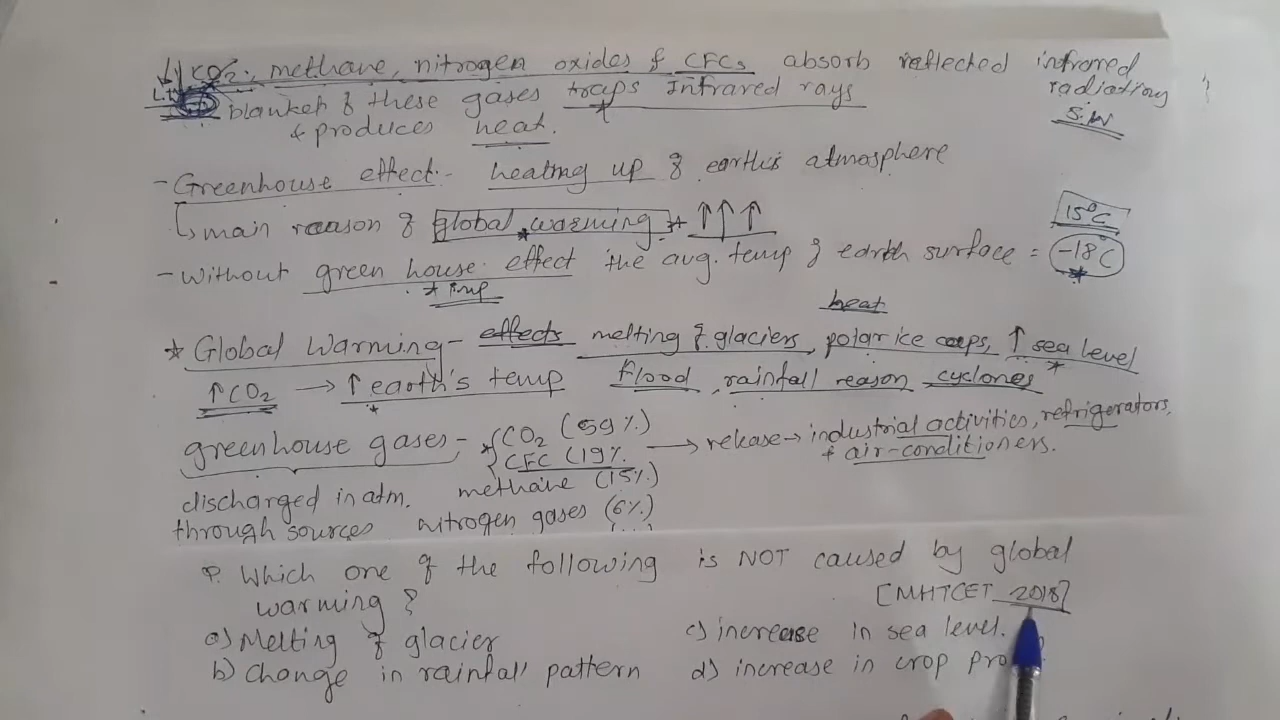 CO2, methane, nitrogen oxides & CFCs absorb reflected infrared radiation
blanket of these gases traps Infrared rays S.W
& produces heat.
- Greenhouse effect - heating up of earth's atmosphere
main reason of global warming * ↑↑↑ 15°C
- without green house effect the avg. temp of earth surface = -18°C
* Imp
heat
* Global Warming - effects melting of glaciers, polar ice caps, ↑ sea level
↑ CO2 → ↑ earth's temp flood, rainfall reason cyclones
greenhouse gases - CO2 (59%) → release → industrial activities, refrigerators,
CFC (19%. & air-conditioners.
discharged in atm. methane (15%)
through sources nitrogen gases (6%)
Q. Which one of the following is NOT caused by global
warming ? [MHTCET 2018]
a) Melting of glacier c) increase in sea level.
b) Change in rainfall pattern d) increase in crop